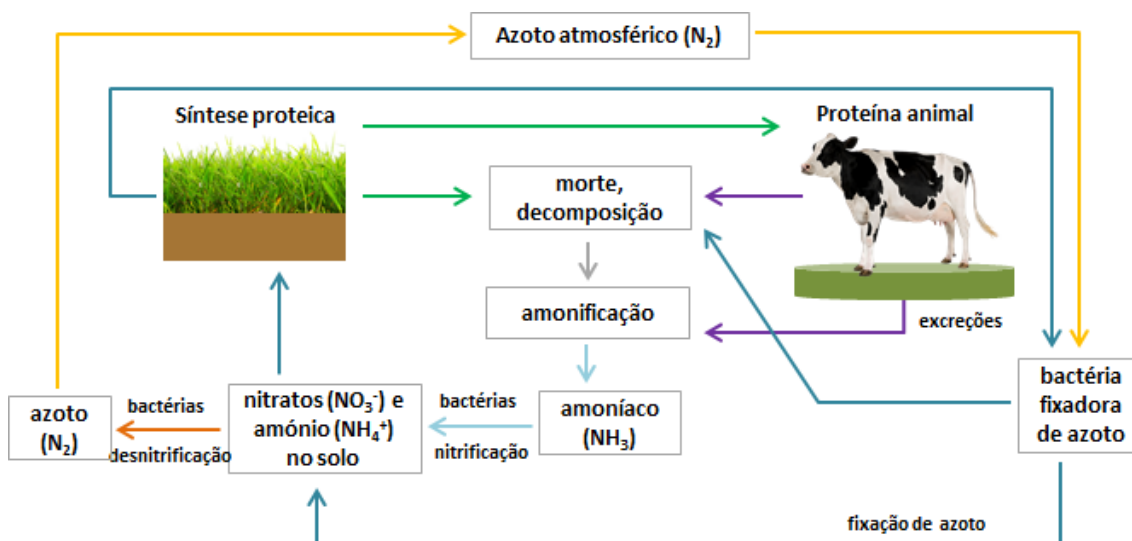 Azoto atmosférico (N₂)
Síntese proteica
Proteína animal
morte,
decomposição
amonificação
excreções
azoto
(N₂)
bactérias
desnitrificação
nitratos (NO₃⁻) e
amónio (NH₄⁺)
no solo
bactérias
nitrificação
amoníaco
(NH₃)
bactéria
fixadora
de azoto
fixação de azoto